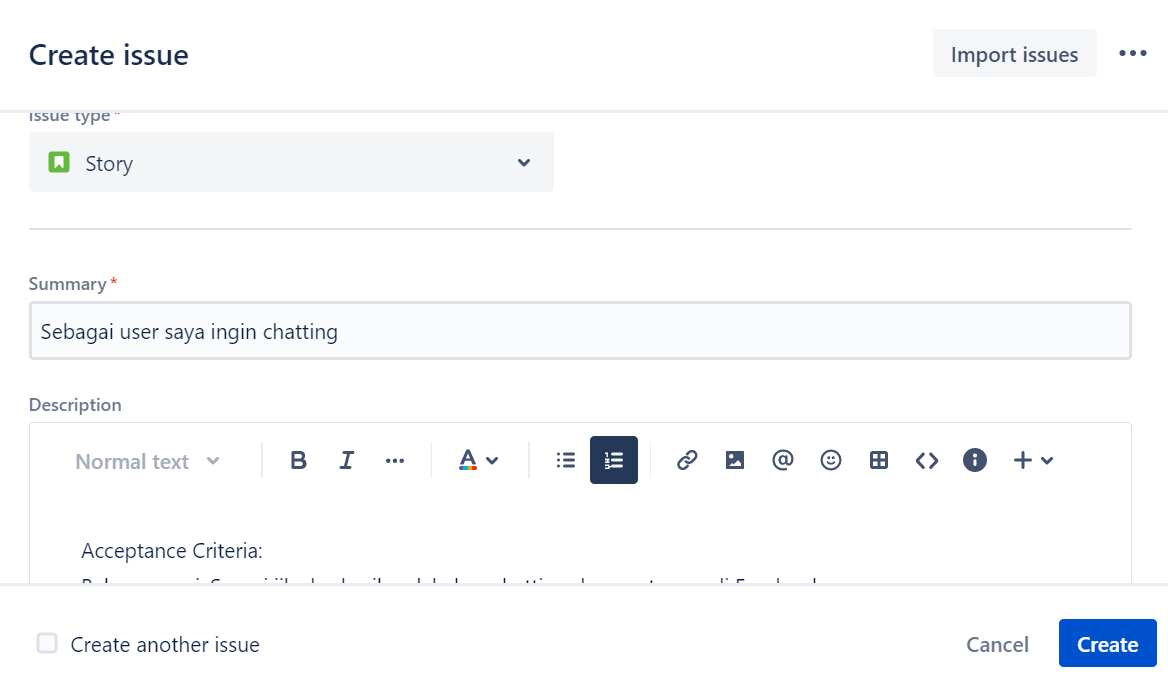 Create issue
Import issues
Issue type *
Story
Summary *
Sebagai user saya ingin chatting
Description
Normal text
Acceptance Criteria:
Create another issue
Cancel
Create